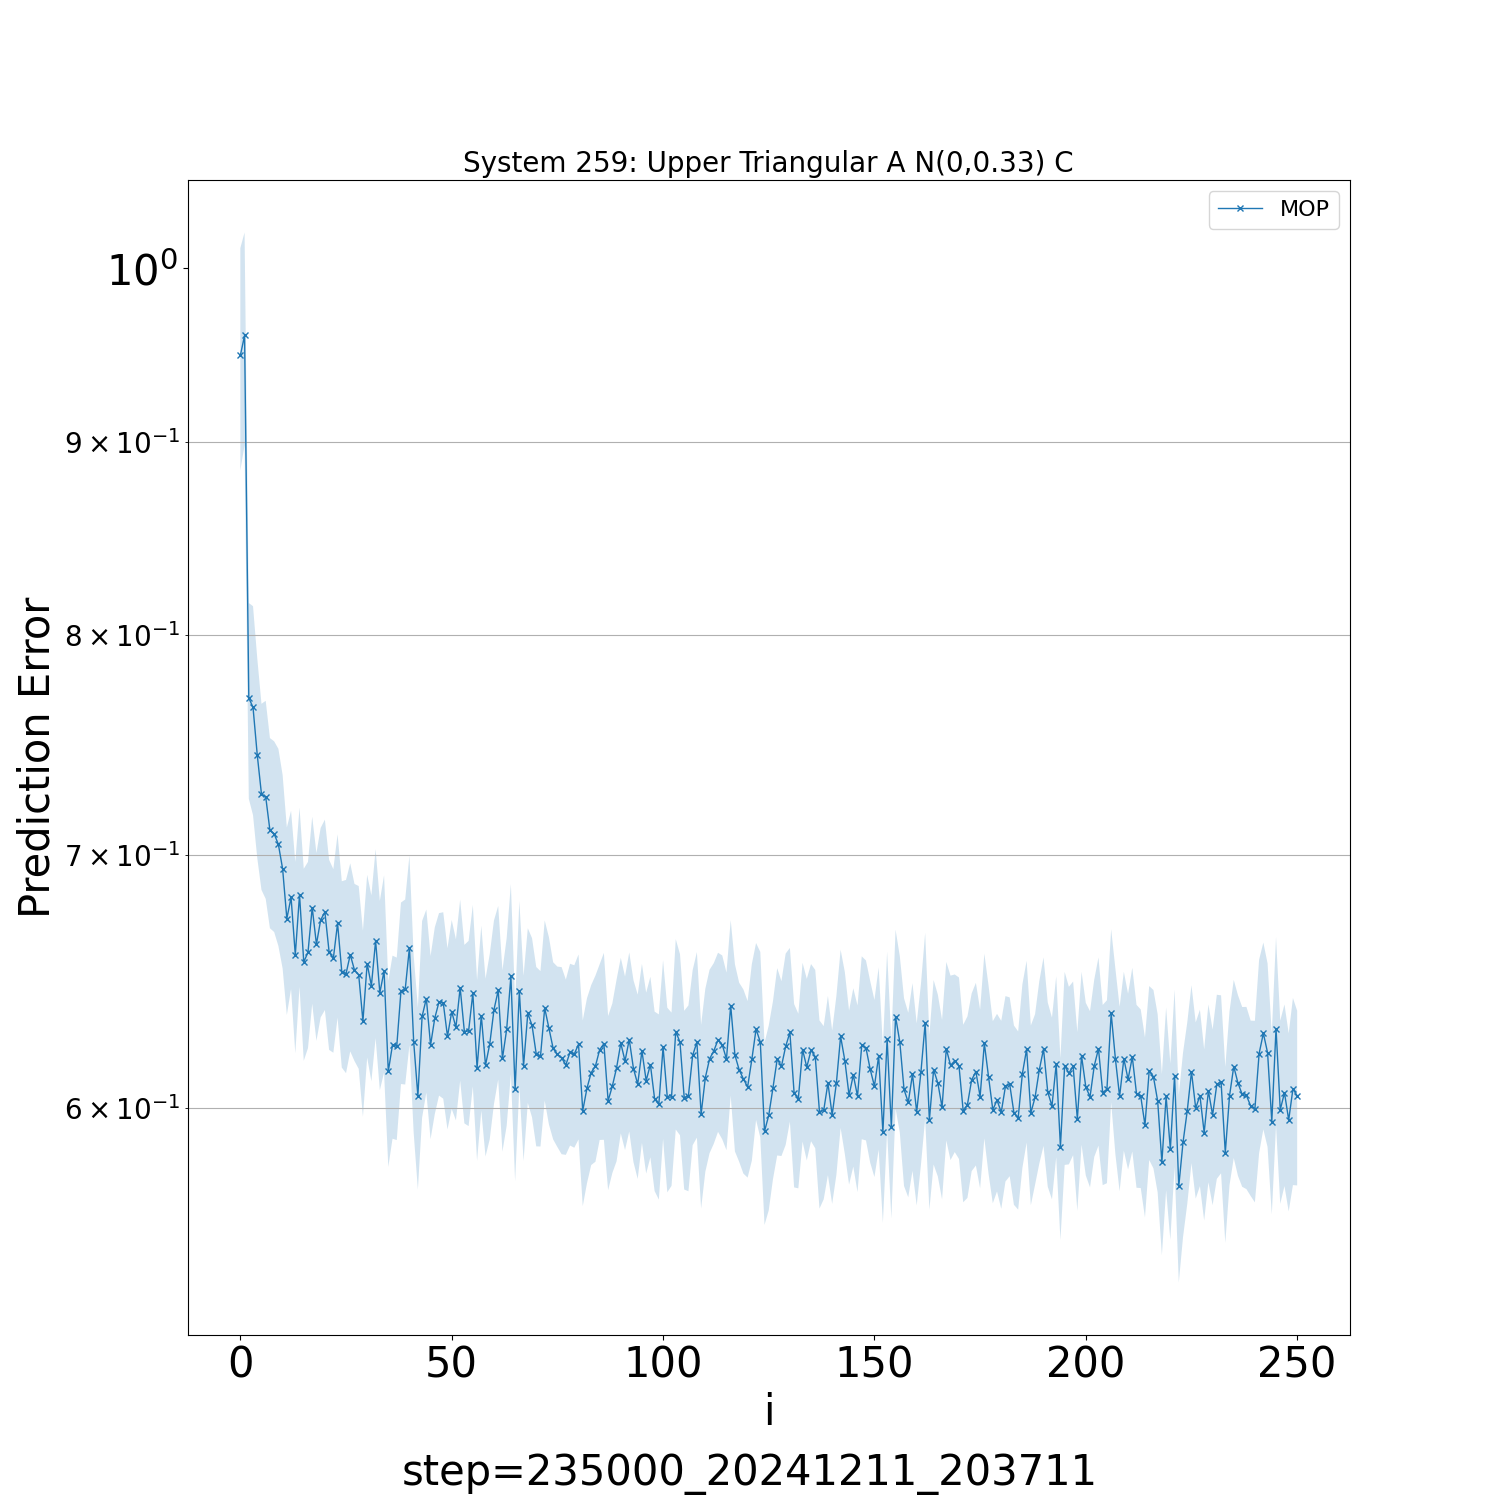 System 259: Upper Triangular A N(0,0.33) C
MOP
10⁰
9 × 10⁻¹
8 × 10⁻¹
7 × 10⁻¹
6 × 10⁻¹
Prediction Error
0 50 100 150 200 250
i
step=235000_20241211_203711